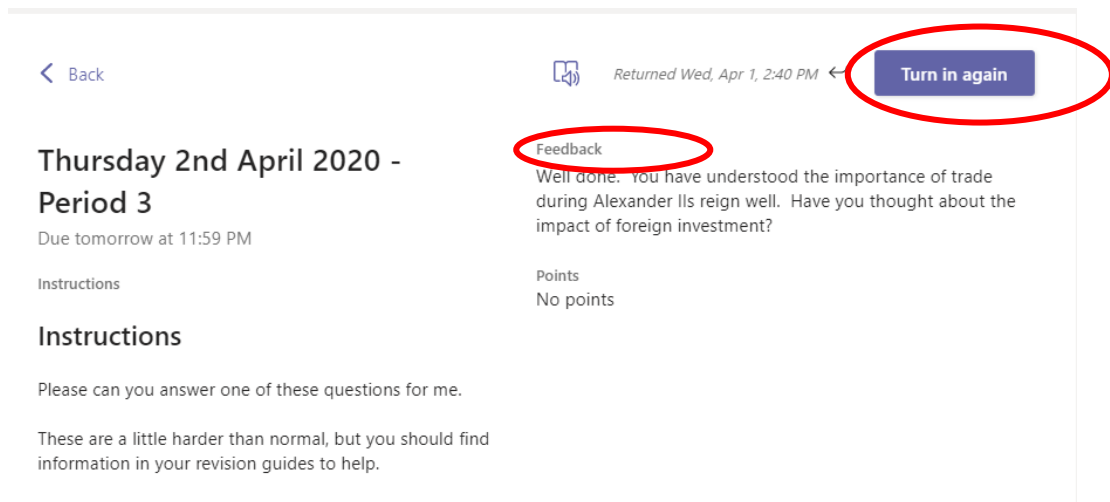 Back
Returned Wed, Apr 1, 2:40 PM
Turn in again
Thursday 2nd April 2020 -
Period 3
Due tomorrow at 11:59 PM
Instructions
Instructions
Please can you answer one of these questions for me.
These are a little harder than normal, but you should find
information in your revision guides to help.
Feedback
Well done.  You have understood the importance of trade
during Alexander IIs reign well.  Have you thought about the
impact of foreign investment?
Points
No points